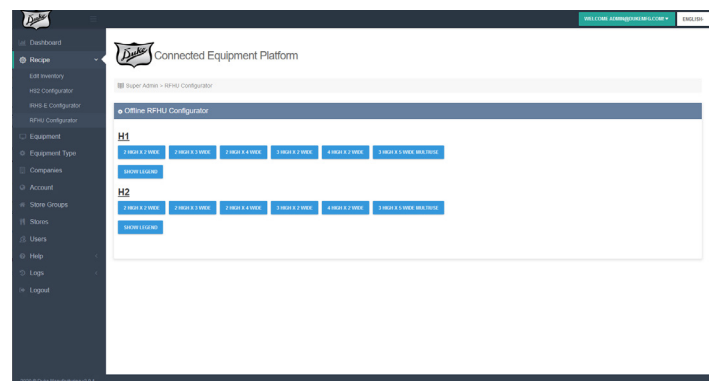 Duke
WELCOME ADMIN@DUKEMFG.COM
ENGLISH
Dashboard
Recipe
Edit Inventory
HS2 Configurator
IRHS E Configurator
RFHU Configurator
Equipment
Equipment Type
Companies
Account
Store Groups
Stores
Users
Help
Logs
Logout
Duke Connected Equipment Platform
Super Admin > RFHU Configurator
Offline RFHU Configurator
H1
2 HIGH X 2 WIDE 2 HIGH X 3 WIDE 2 HIGH X 4 WIDE 3 HIGH X 2 WIDE 4 HIGH X 2 WIDE 3 HIGH X 5 WIDE MULTIUSE
SHOW LEGEND
H2
2 HIGH X 2 WIDE 2 HIGH X 3 WIDE 2 HIGH X 4 WIDE 3 HIGH X 2 WIDE 4 HIGH X 2 WIDE 3 HIGH X 5 WIDE MULTIUSE
SHOW LEGEND